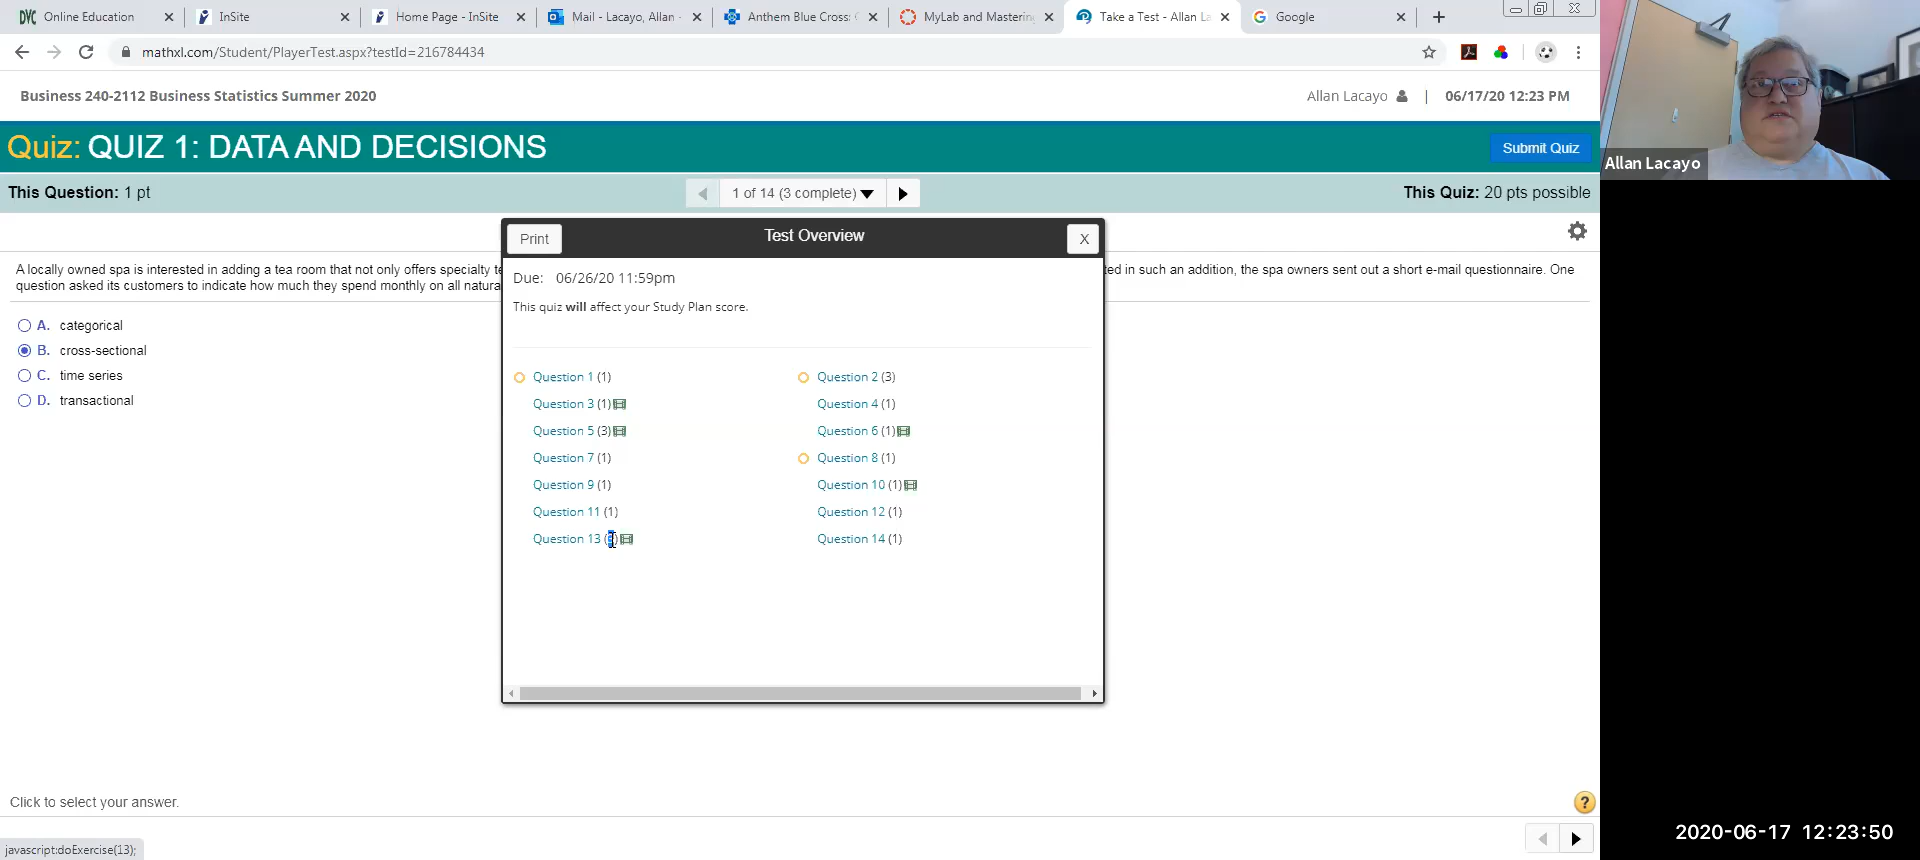 Online Education
InSite
Home Page - InSite
Mail - Lacayo, Allan -
Anthem Blue Cross:
MyLab and Mastering
Take a Test - Allan La
Google
mathxl.com/Student/PlayerTest.aspx?testId=216784434
Business 240-2112 Business Statistics Summer 2020
Allan Lacayo | 06/17/20 12:23 PM
Quiz: QUIZ 1: DATA AND DECISIONS
Submit Quiz
This Question: 1 pt
1 of 14 (3 complete)
This Quiz: 20 pts possible
A locally owned spa is interested in adding a tea room that not only offers specialty te
ted in such an addition, the spa owners sent out a short e-mail questionnaire. One
question asked its customers to indicate how much they spend monthly on all natura
A. categorical
B. cross-sectional
C. time series
D. transactional
Print
Test Overview
X
Due: 06/26/20 11:59pm
This quiz will affect your Study Plan score.
Question 1 (1)
Question 2 (3)
Question 3 (1)
Question 4 (1)
Question 5 (3)
Question 6 (1)
Question 7 (1)
Question 8 (1)
Question 9 (1)
Question 10 (1)
Question 11 (1)
Question 12 (1)
Question 13
Question 14 (1)
Click to select your answer.
?
javascript:doExercise(13);
Allan Lacayo
2020-06-17 12:23:50